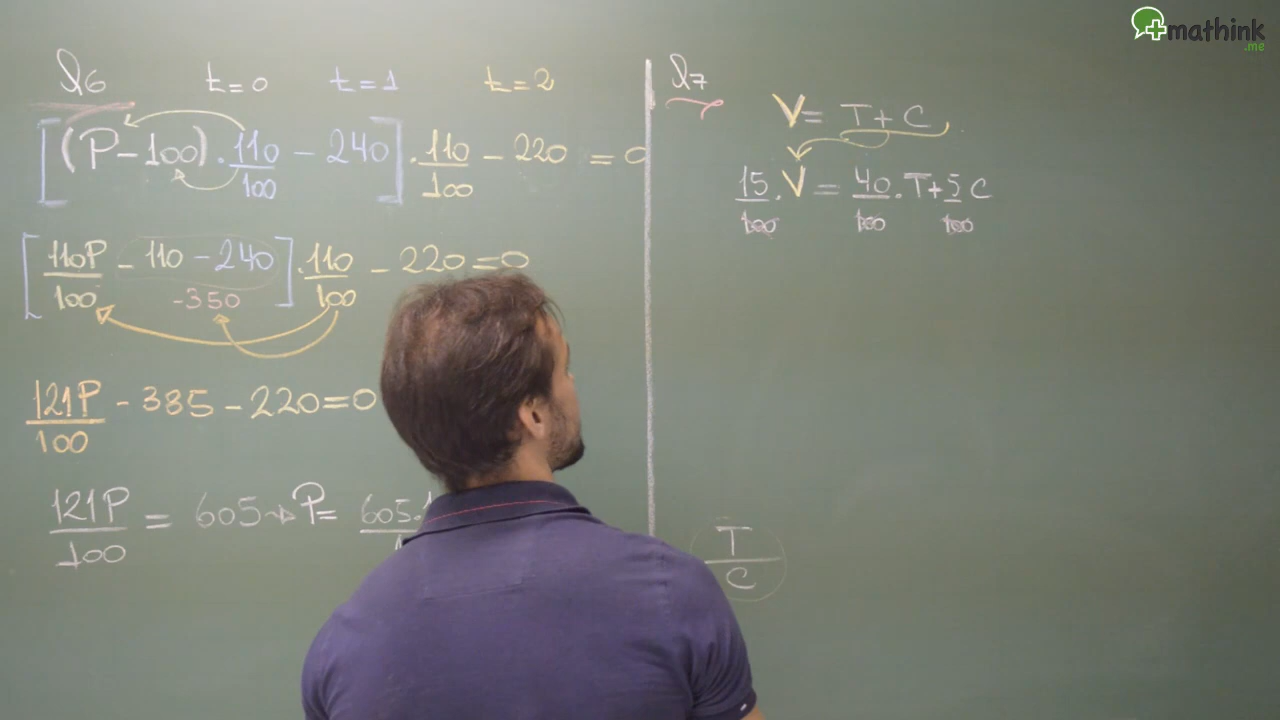 +mathink
.me
Q6 t=0 t=1 t=2
[(P-100).110/100 - 240].110/100 - 220 = 0
[110P/100 - 110 - 240].110/100 - 220=0
-350
121P/100 - 385 - 220=0
121P/100 = 605 → P= 605.
Q7
V= T+C
15/100.V = 40/100.T+5/100 C
T/C